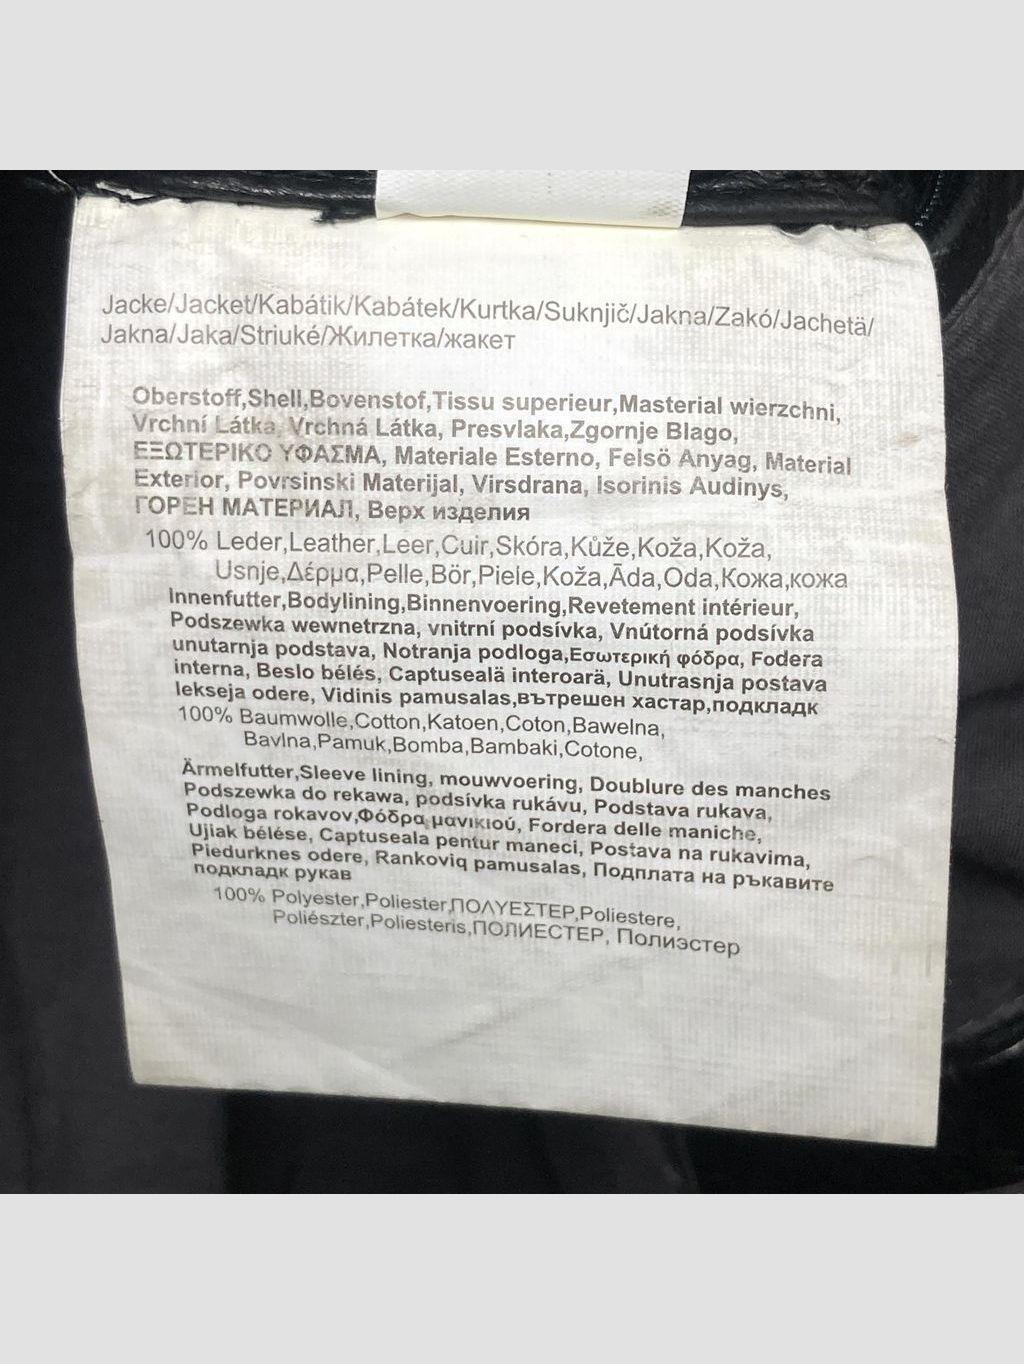 Jacke/Jacket/Kabátik/Kabátek/Kurtka/Suknjič/Jakna/Zakó/Jachetä/
Jakna/Jaka/Striuké/Жилетка/жакет
Oberstoff,Shell,Bovenstof,Tissu superieur,Masterial wierzchni,
Vrchní Látka, Vrchná Látka, Presvlaka,Zgornje Blago,
ΕΞΩΤΕΡΙΚΟ ΥΦΑΣΜΑ, Materiale Esterno, Felsö Anyag, Material
Exterior, Povrsinski Materijal, Virsdrana, Isorinis Audinys,
ГОРЕН МАТЕРИАЛ, Верх изделия
100% Leder,Leather,Leer,Cuir,Skóra,Kůže,Koža,Koža,
Usnje,Δέρμα,Pelle,Bör,Piele,Koža,Āda,Oda,Кожа,кожа
Innenfutter,Bodylining,Binnenvoering,Revetement intérieur,
Podszewka wewnetrzna, vnitrní podsívka, Vnútorná podsívka
unutarnja podstava, Notranja podloga,Εσωτερική φόδρα, Fodera
interna, Beslo bélés, Captusealä interoarä, Unutrasnja postava
lekseja odere, Vidinis pamusalas,вътрешен хастар,подкладк
100% Baumwolle,Cotton,Katoen,Coton,Bawelna,
Bavlna,Pamuk,Bomba,Bambaki,Cotone,
Ärmelfutter,Sleeve lining, mouwvoering, Doublure des manches
Podszewka do rekawa, podsívka rukávu, Podstava rukava,
Podloga rokavov,Φόδρα μανικιού, Fordera delle maniche,
Ujiak bélése, Captuseala pentur maneci, Postava na rukavima,
Piedurknes odere, Rankoviq pamusalas, Подплата на ръкавите
подкладк рукав
100% Polyester,Poliester,ΠΟΛΥΕΣΤΕΡ,Poliestere,
Poliészter,Poliesteris,ПОЛИЕСТЕР, Полиэстер